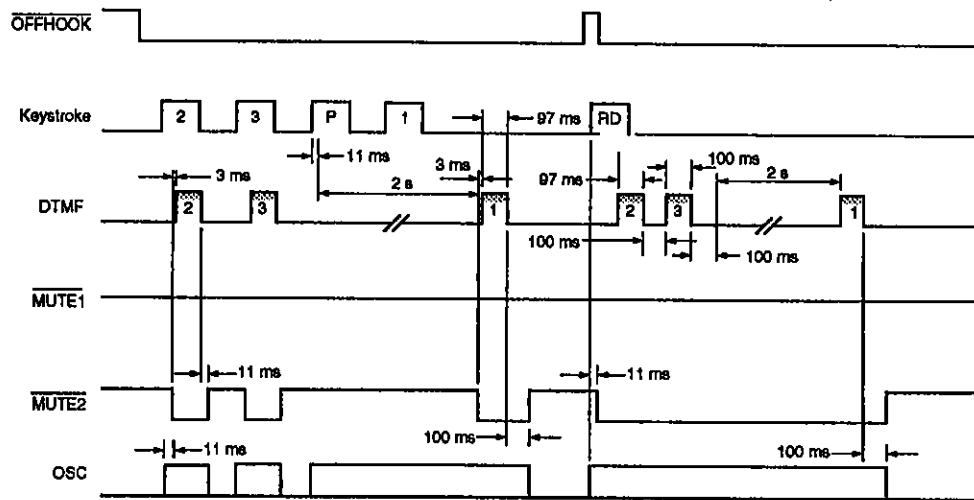 OFFHOOK
Keystroke 2 3 P 1 97 ms RD
11 ms 100 ms
3 ms 3 ms 97 ms 2 s
2 s
DTMF 2 3 1 2 3 1
100 ms
100 ms
MUTE1
11 ms 11 ms
MUTE2
100 ms 100 ms
11 ms
OSC